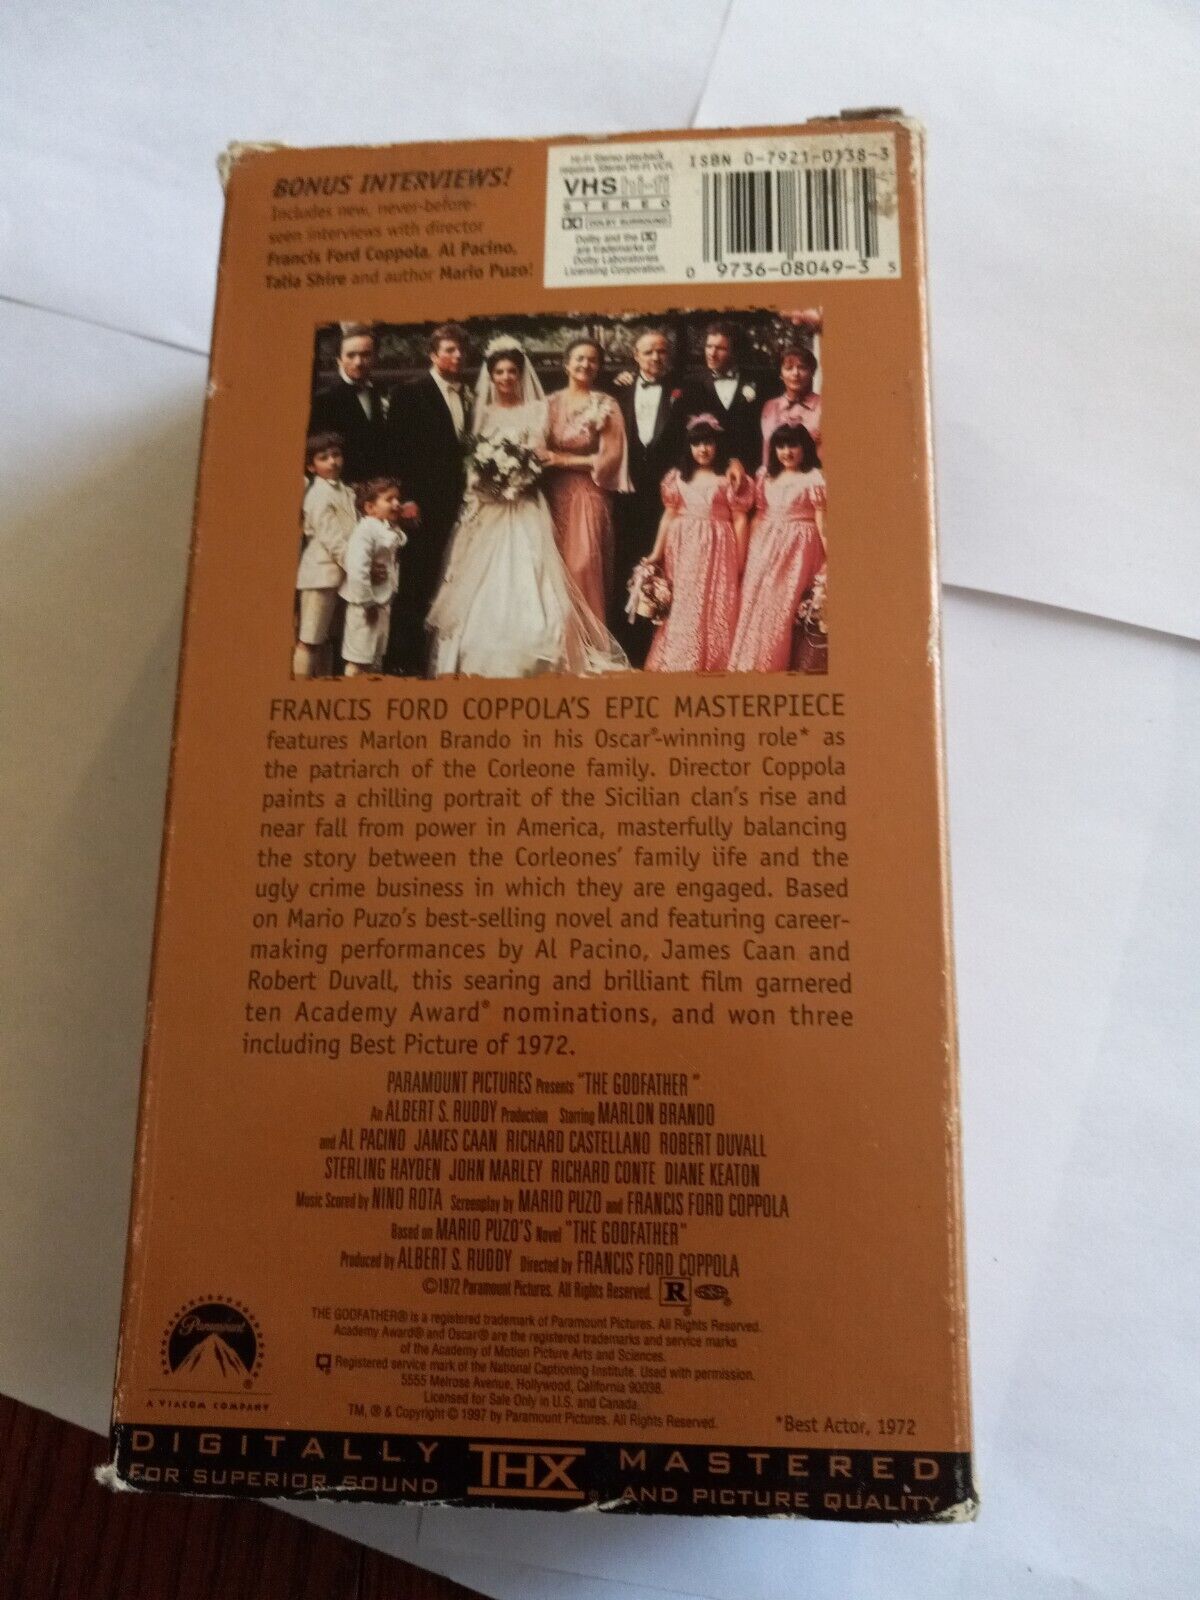 BONUS INTERVIEWS!
Includes new, never-before-
seen interviews with director
Francis Ford Coppola, Al Pacino,
Talia Shire and author Mario Puzo!
Hi-Fi Stereo playback
requires Stereo Hi-Fi VCR
VHS hi-fi
STEREO
DOLBY SURROUND
Dolby and the
are trademarks of
Dolby Laboratories
Licensing Corporation.
ISBN 0-7921-0138-3
0 9736-08049-3 5
FRANCIS FORD COPPOLA'S EPIC MASTERPIECE
features Marlon Brando in his Oscar®-winning role* as
the patriarch of the Corleone family. Director Coppola
paints a chilling portrait of the Sicilian clan's rise and
near fall from power in America, masterfully balancing
the story between the Corleones' family life and the
ugly crime business in which they are engaged. Based
on Mario Puzo's best-selling novel and featuring career-
making performances by Al Pacino, James Caan and
Robert Duvall, this searing and brilliant film garnered
ten Academy Award® nominations, and won three
including Best Picture of 1972.
PARAMOUNT PICTURES Presents "THE GODFATHER"
An ALBERT S. RUDDY Production Starring MARLON BRANDO
and AL PACINO JAMES CAAN RICHARD CASTELLANO ROBERT DUVALL
STERLING HAYDEN JOHN MARLEY RICHARD CONTE DIANE KEATON
Music Scored by NINO ROTA Screenplay by MARIO PUZO and FRANCIS FORD COPPOLA
Based on MARIO PUZO'S Novel "THE GODFATHER"
Produced by ALBERT S. RUDDY Directed by FRANCIS FORD COPPOLA
©1972 Paramount Pictures. All Rights Reserved. R ®
THE GODFATHER® is a registered trademark of Paramount Pictures. All Rights Reserved.
Academy Award® and Oscar® are the registered trademarks and service marks
of the Academy of Motion Picture Arts and Sciences.
Registered service mark of the National Captioning Institute. Used with permission.
5555 Melrose Avenue, Hollywood, California 90038.
Licensed for Sale Only in U.S. and Canada.
TM, ® & Copyright © 1997 by Paramount Pictures. All Rights Reserved.
*Best Actor, 1972
Paramount
®
A VIACOM COMPANY
DIGITALLY THX MASTERED
FOR SUPERIOR SOUND ® AND PICTURE QUALITY